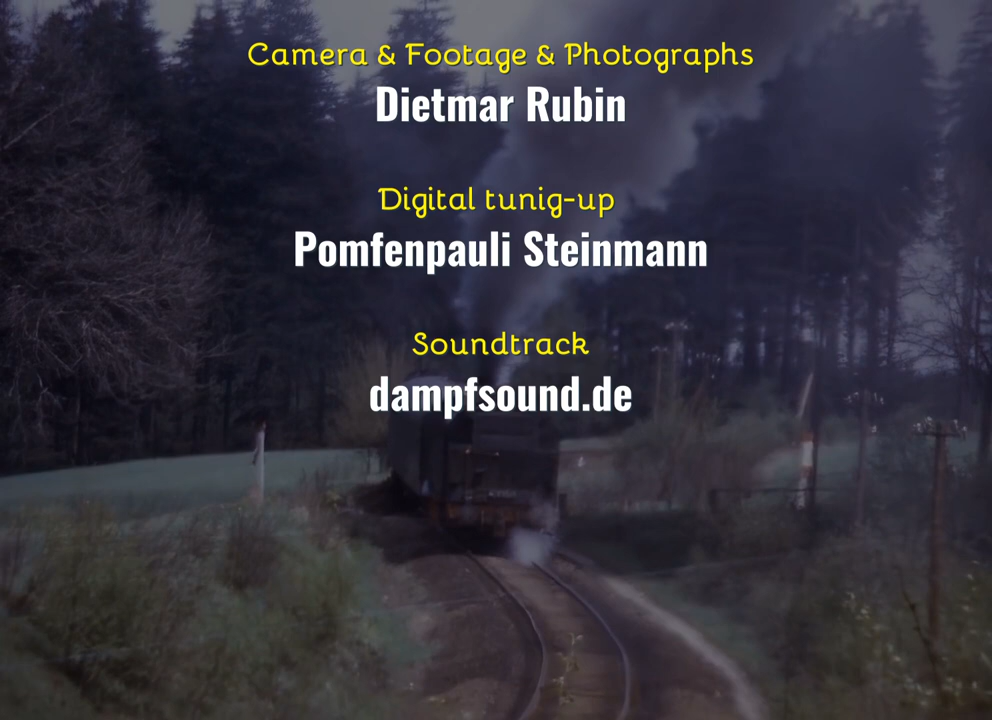 Camera & Footage & Photographs
Dietmar Rubin
Digital tunig-up
Pomfenpauli Steinmann
Soundtrack
dampfsound.de